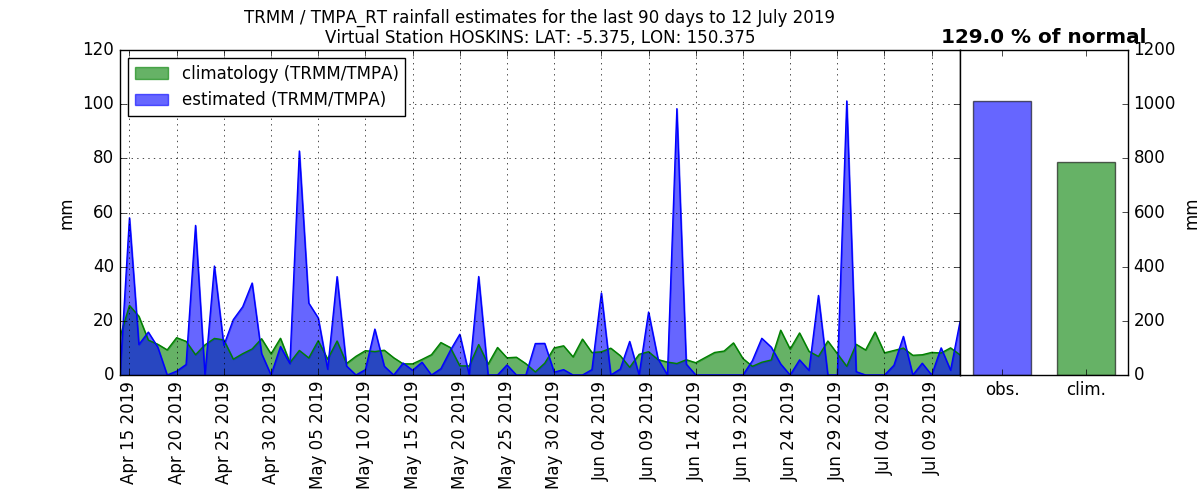 TRMM / TMPA_RT rainfall estimates for the last 90 days to 12 July 2019
Virtual Station HOSKINS: LAT: -5.375, LON: 150.375
129.0 % of normal
climatology (TRMM/TMPA)
estimated (TRMM/TMPA)
120
100
80
60
40
20
0
mm
Apr 15 2019
Apr 20 2019
Apr 25 2019
Apr 30 2019
May 05 2019
May 10 2019
May 15 2019
May 20 2019
May 25 2019
May 30 2019
Jun 04 2019
Jun 09 2019
Jun 14 2019
Jun 19 2019
Jun 24 2019
Jun 29 2019
Jul 04 2019
Jul 09 2019
obs.
clim.
1200
1000
800
600
400
200
0
mm